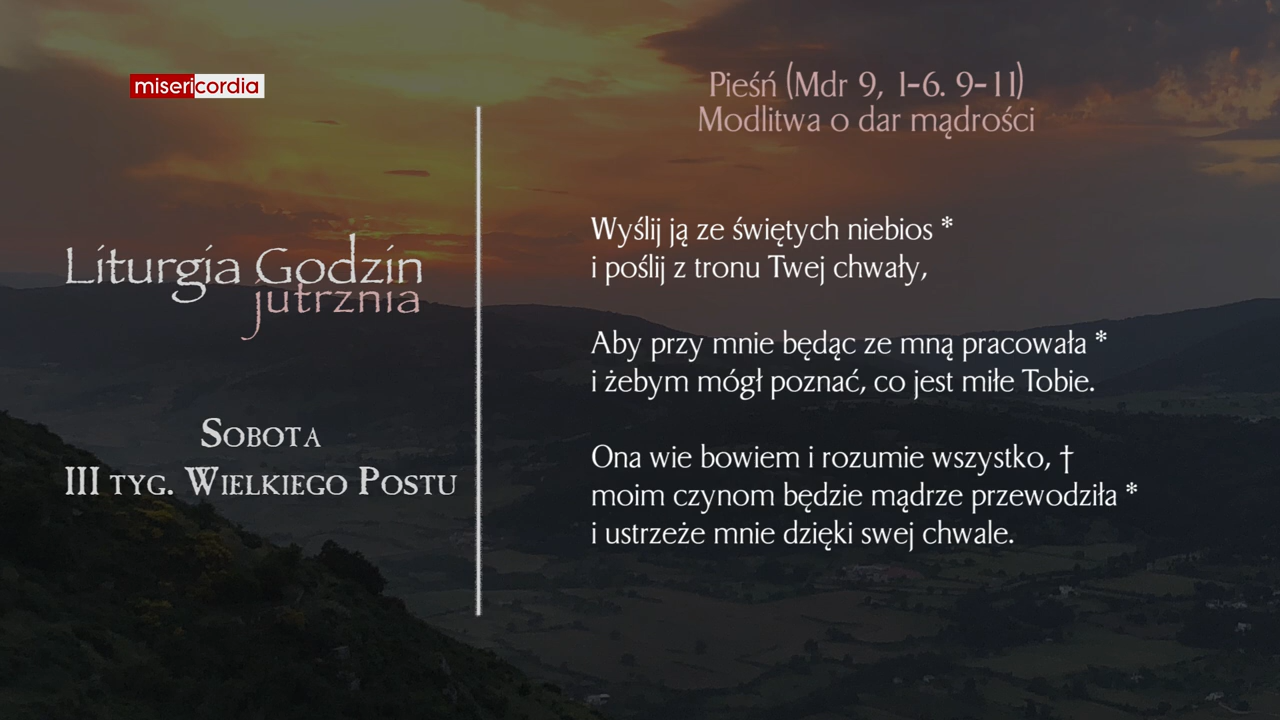 misericordia
Liturgia Godzin
jutrznia
Sobota
III tyg. Wielkiego Postu
Pieśń (Mdr 9, 1-6. 9-11)
Modlitwa o dar mądrości
Wyślij ją ze świętych niebios *
i poślij z tronu Twej chwały,
Aby przy mnie będąc ze mną pracowała *
i żebym mógł poznać, co jest miłe Tobie.
Ona wie bowiem i rozumie wszystko, †
moim czynom będzie mądrze przewodziła *
i ustrzeże mnie dzięki swej chwale.